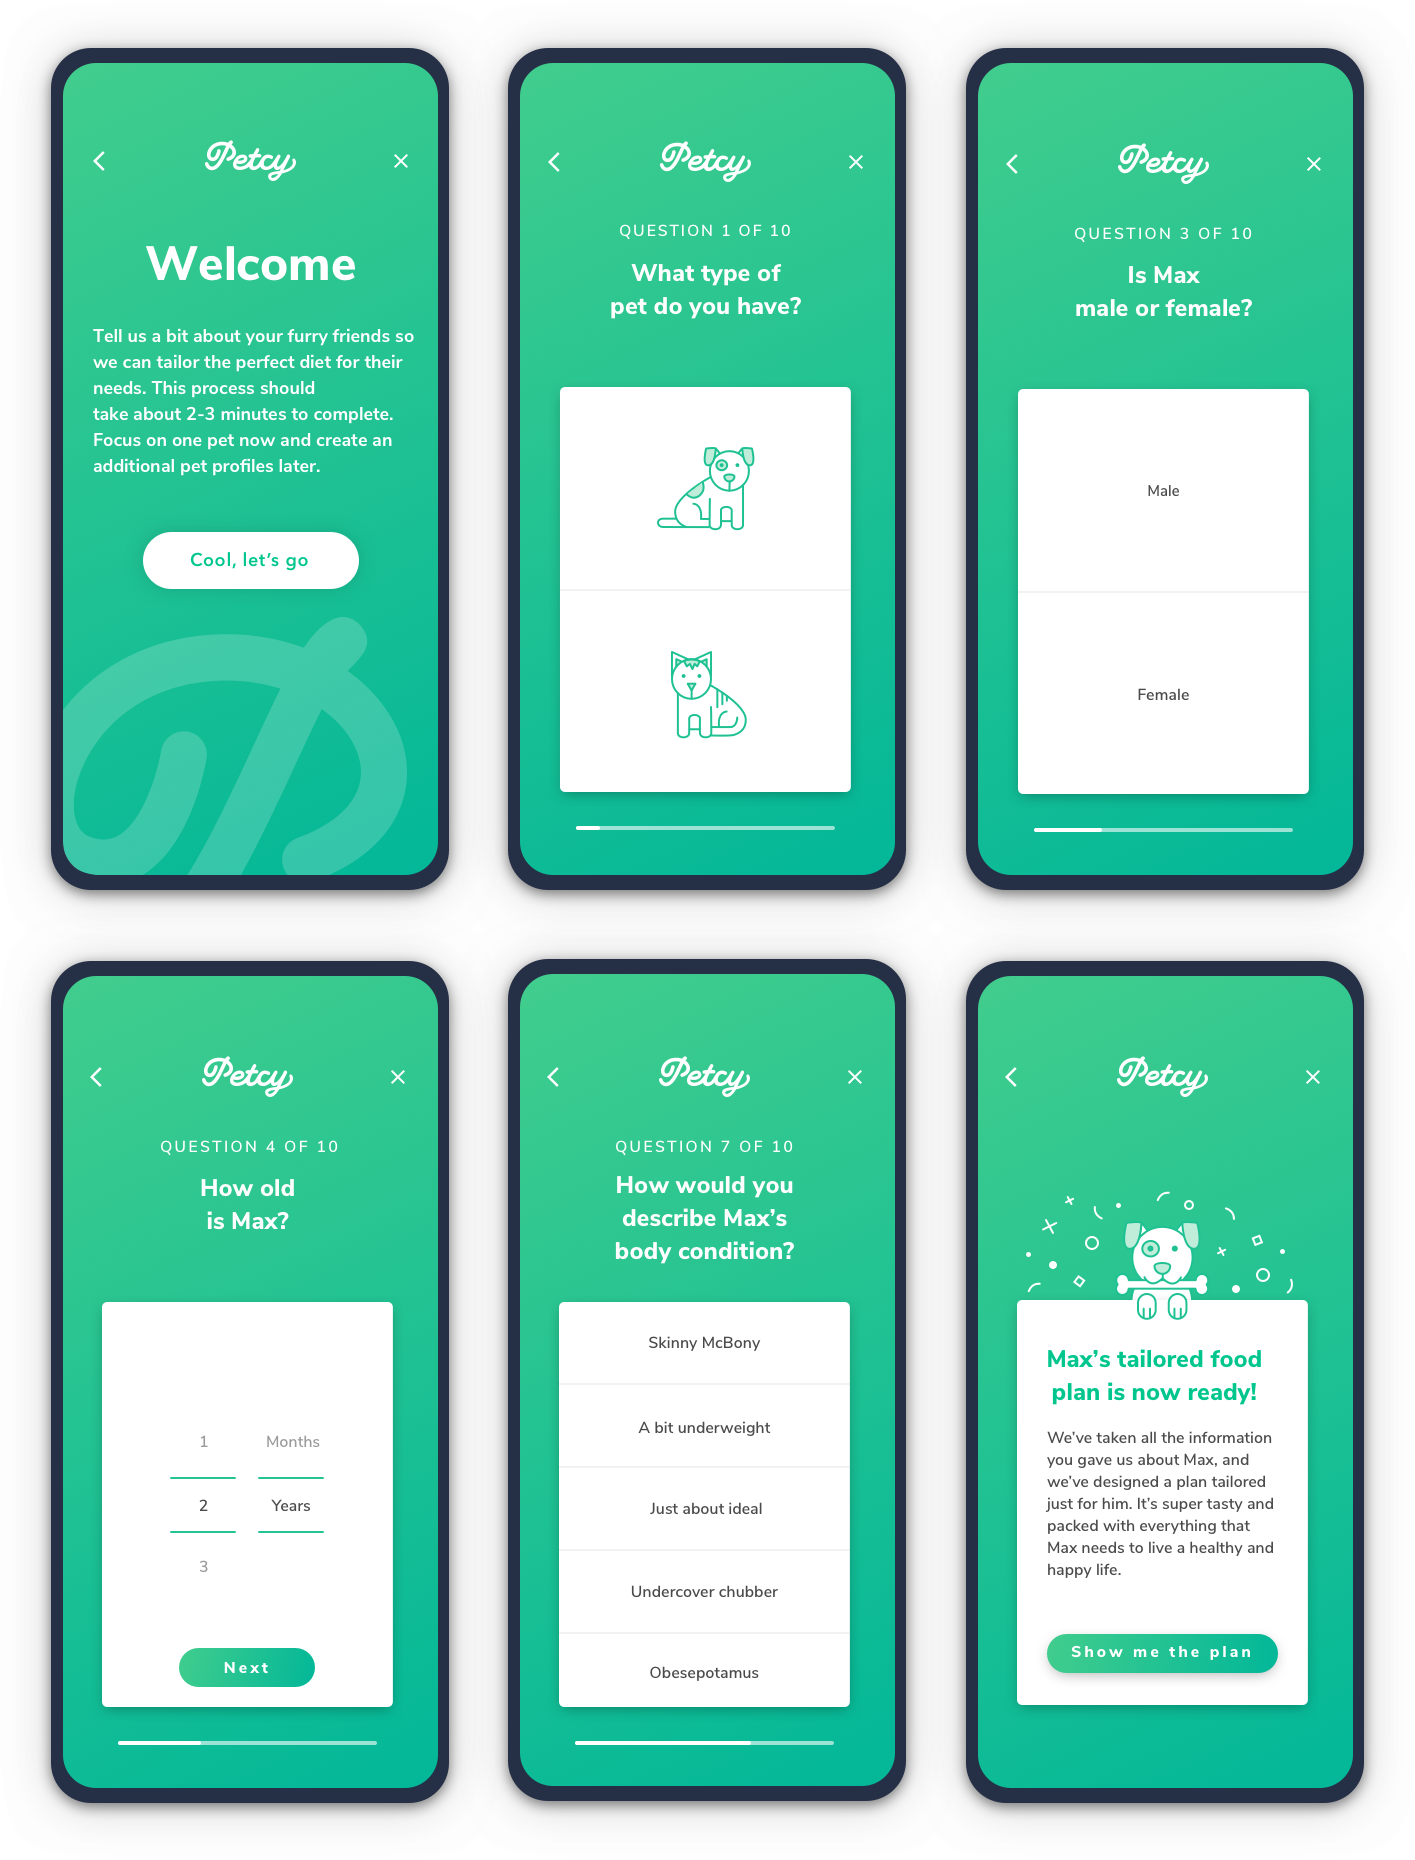 Petcy
Welcome
Tell us a bit about your furry friends so
we can tailor the perfect diet for their
needs. This process should
take about 2-3 minutes to complete.
Focus on one pet now and create an
additional pet profiles later.
Cool, let's go
Petcy
QUESTION 1 OF 10
What type of
pet do you have?
Petcy
QUESTION 3 OF 10
Is Max
male or female?
Male
Female
Petcy
QUESTION 4 OF 10
How old
is Max?
1 Months
2 Years
3
Next
Petcy
QUESTION 7 OF 10
How would you
describe Max’s
body condition?
Skinny McBony
A bit underweight
Just about ideal
Undercover chubber
Obesepotamus
Petcy
Max’s tailored food
plan is now ready!
We’ve taken all the information
you gave us about Max, and
we’ve designed a plan tailored
just for him. It’s super tasty and
packed with everything that
Max needs to live a healthy and
happy life.
Show me the plan